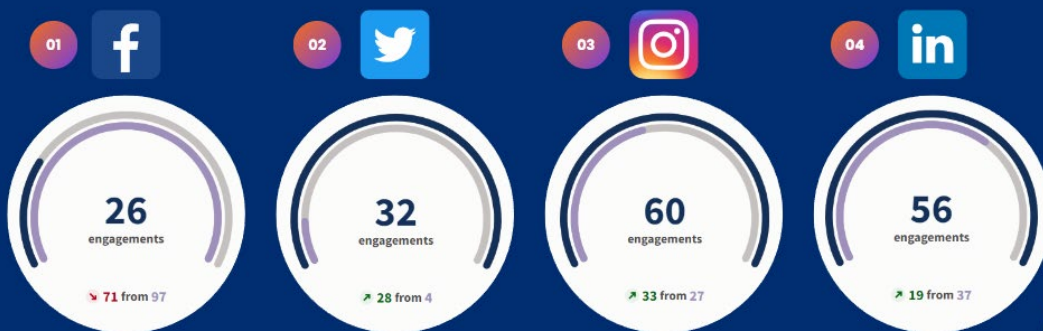 01
02
03
04
in
26
engagements
71 from 97
32
engagements
28 from 4
60
engagements
33 from 27
56
engagements
19 from 37